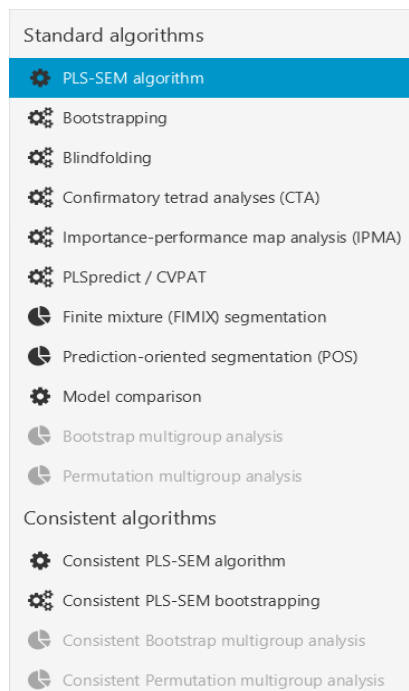 Standard algorithms
PLS-SEM algorithm
Bootstrapping
Blindfolding
Confirmatory tetrad analyses (CTA)
Importance-performance map analysis (IPMA)
PLSpredict / CVPAT
Finite mixture (FIMIX) segmentation
Prediction-oriented segmentation (POS)
Model comparison
Bootstrap multigroup analysis
Permutation multigroup analysis
Consistent algorithms
Consistent PLS-SEM algorithm
Consistent PLS-SEM bootstrapping
Consistent Bootstrap multigroup analysis
Consistent Permutation multigroup analysis